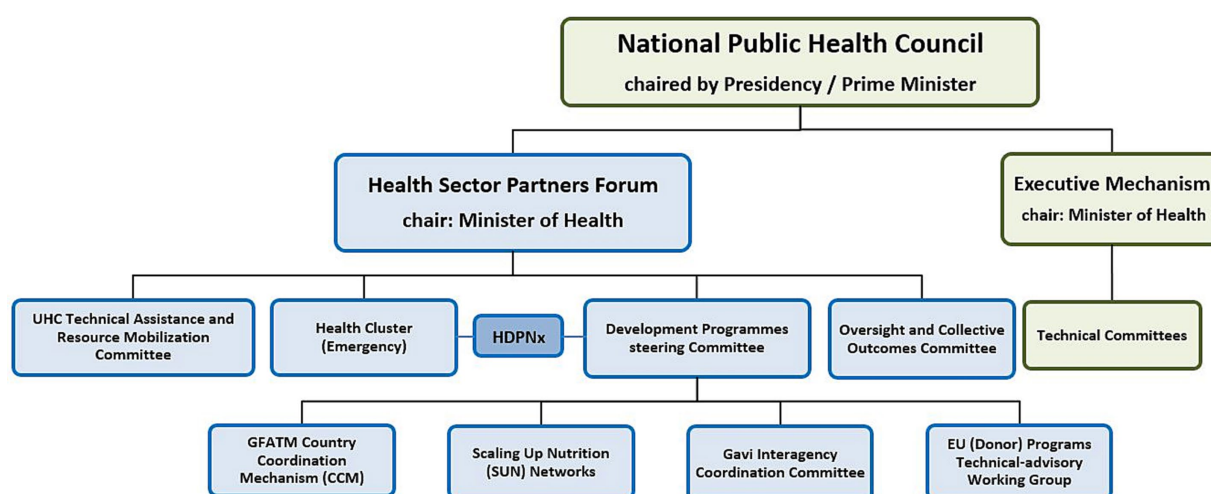 National Public Health Council
chaired by Presidency / Prime Minister
Health Sector Partners Forum
chair: Minister of Health
Executive Mechanism
chair: Minister of Health
UHC Technical Assistance and
Resource Mobilization
Committee
Health Cluster
(Emergency)
HDPNx
Development Programmes
steering Committee
Oversight and Collective
Outcomes Committee
Technical Committees
GFATM Country
Coordination
Mechanism (CCM)
Scaling Up Nutrition
(SUN) Networks
Gavi Interagency
Coordination Committee
EU (Donor) Programs
Technical-advisory
Working Group